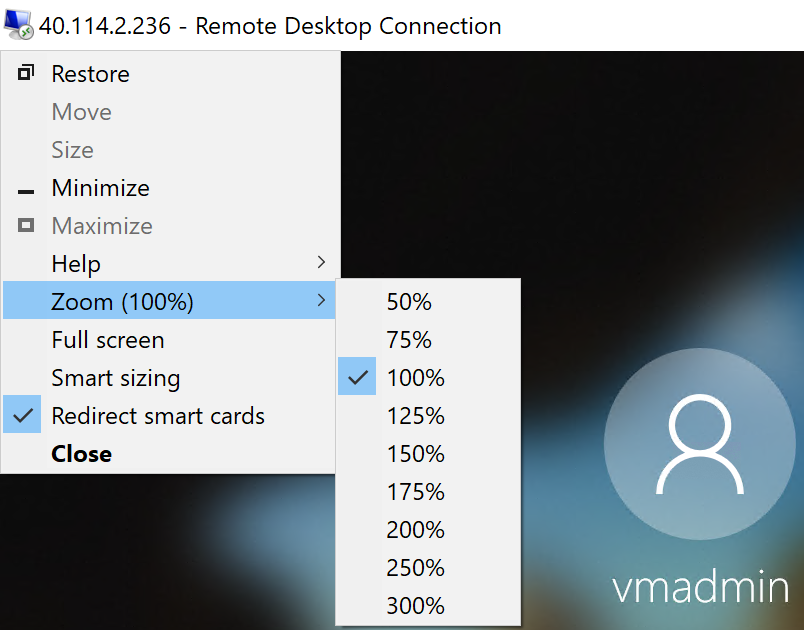 40.114.2.236 - Remote Desktop Connection
Restore
Move
Size
Minimize
Maximize
Help
Zoom (100%)
Full screen
Smart sizing
Redirect smart cards
Close
50%
75%
100%
125%
150%
175%
200%
250%
300%
vmadmin